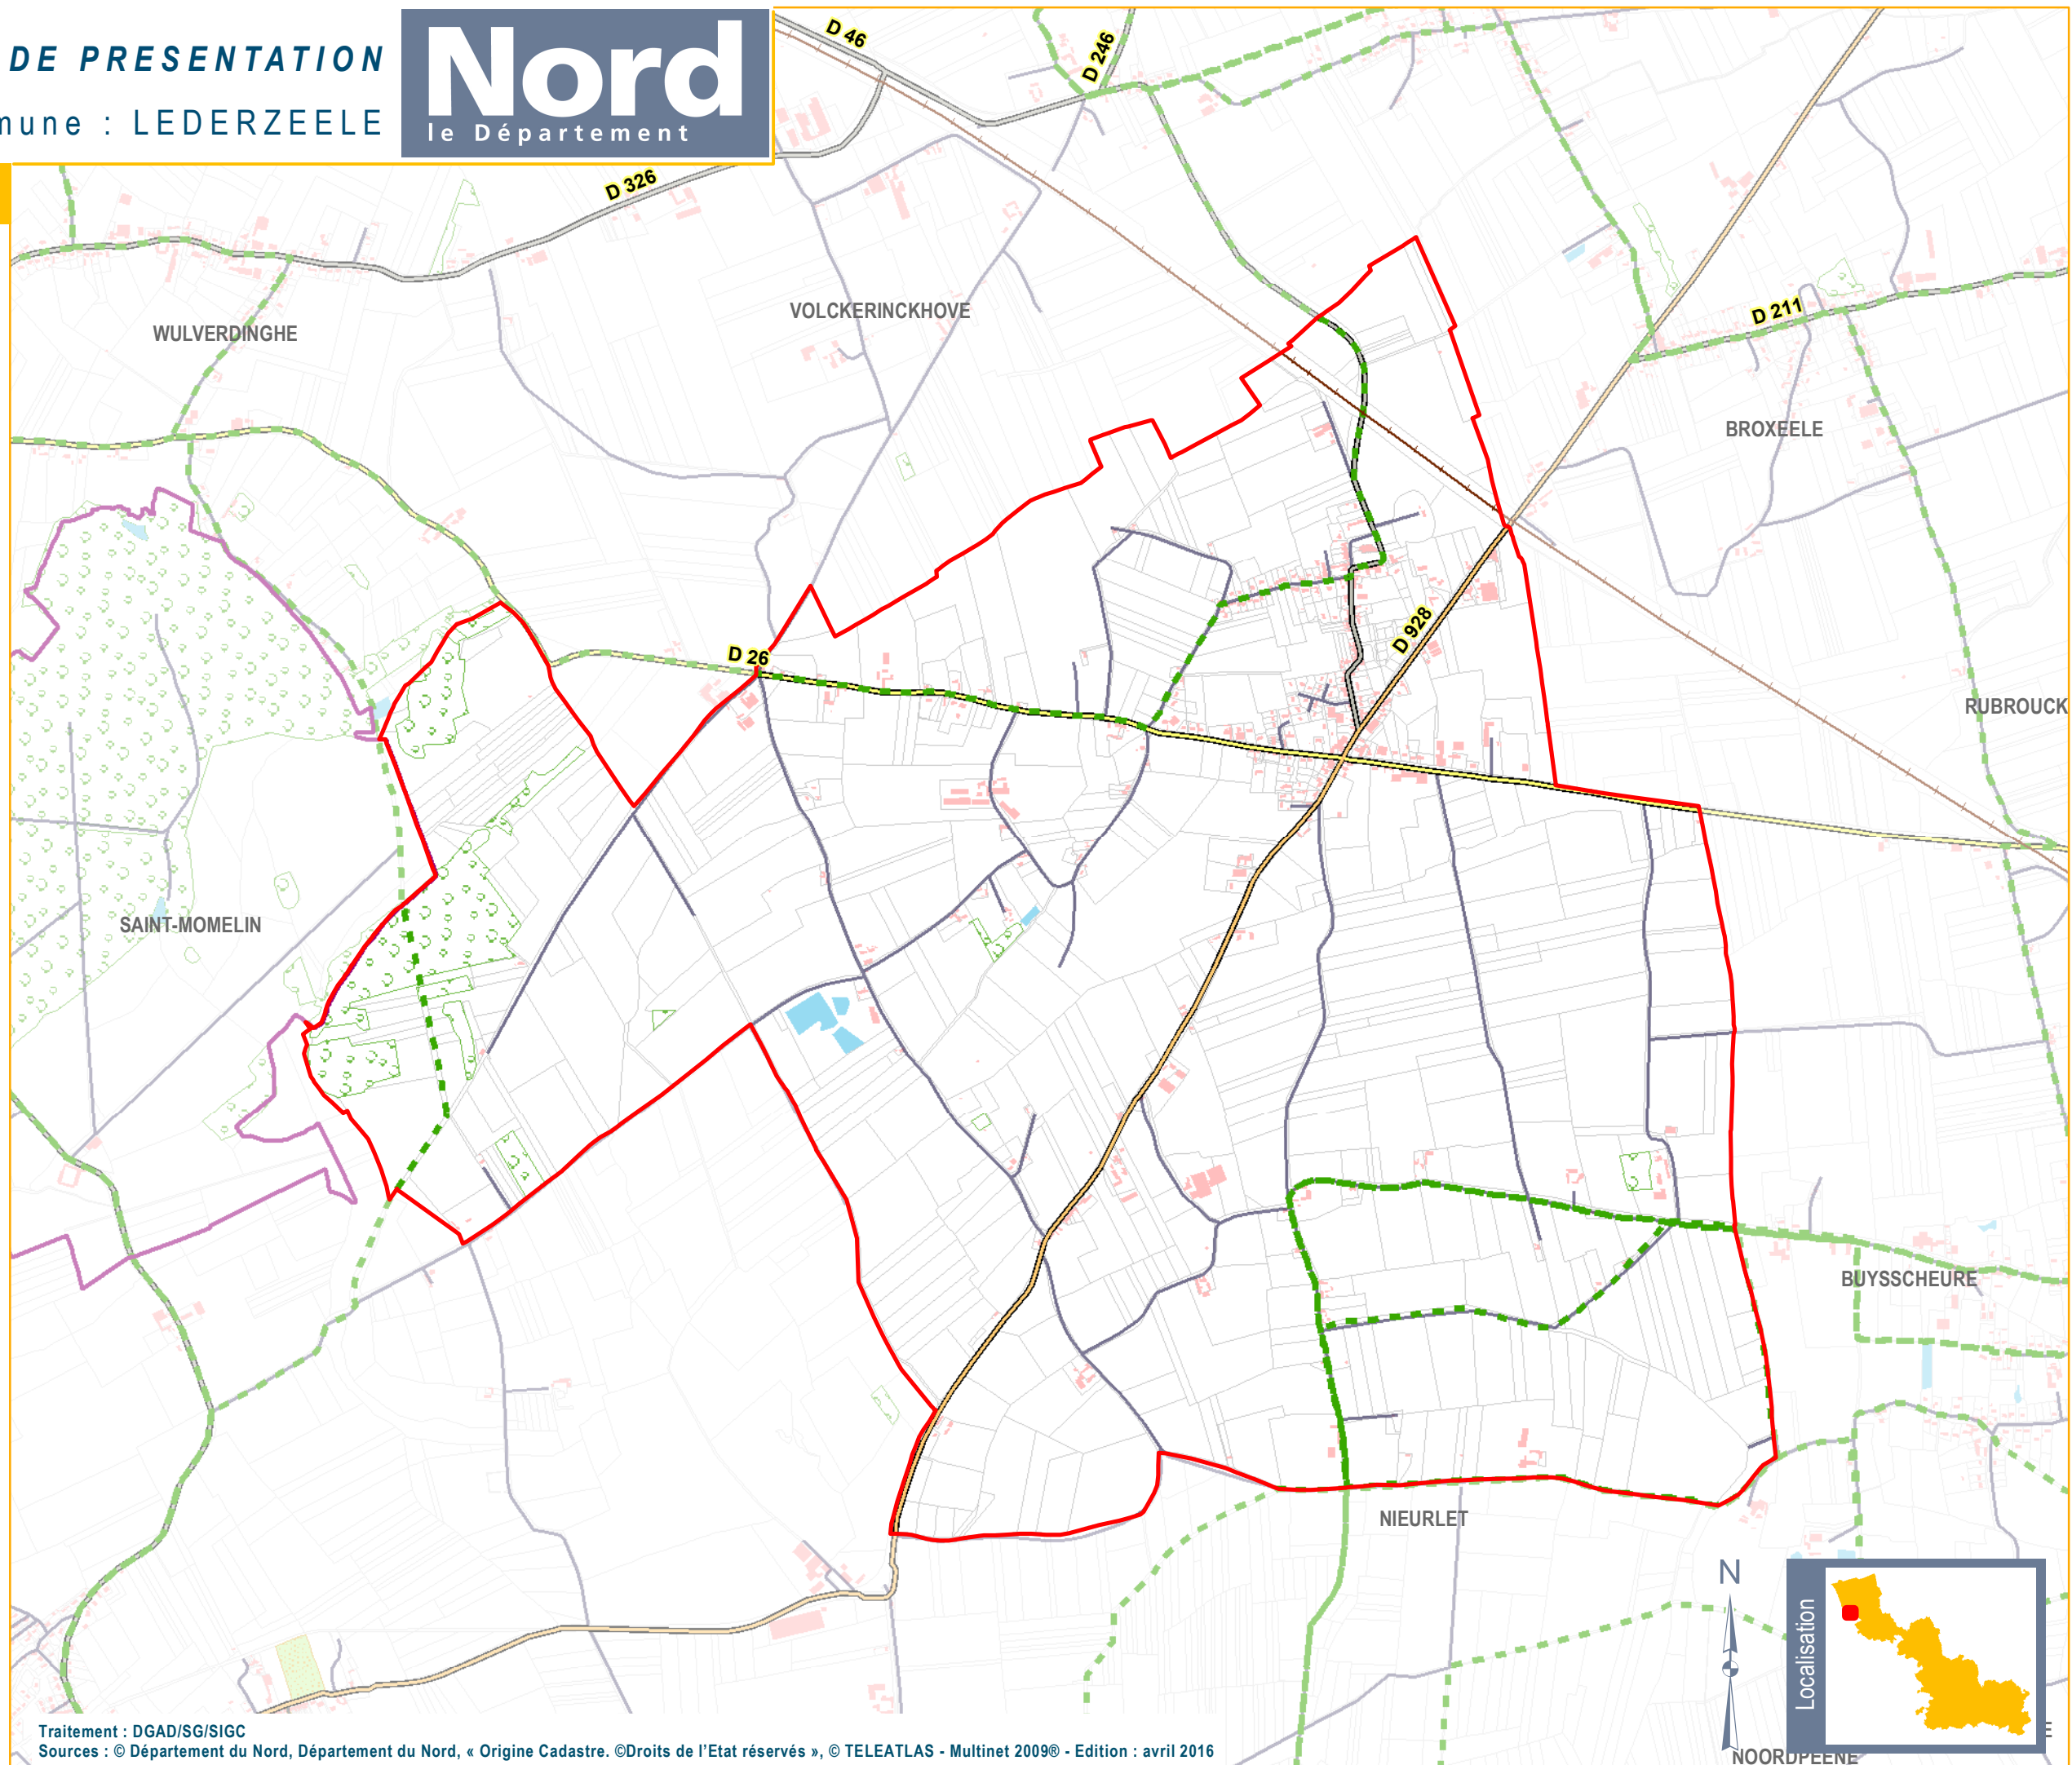 DE PRESENTATION
mune : LEDERZEELE
Nord
le Département
D 46
D 246
D 326
VOLCKERINCKHOVE
WULVERDINGHE
D 211
BROXEELE
D 928
D 26
RUBROUCK
SAINT-MOMELIN
BUYSSCHEURE
NIEURLET
N
Localisation
E
NOORDPEENE
Traitement : DGAD/SG/SIGC
Sources : © Département du Nord, Département du Nord, « Origine Cadastre. ©Droits de l'Etat réservés », © TELEATLAS - Multinet 2009® - Edition : avril 2016